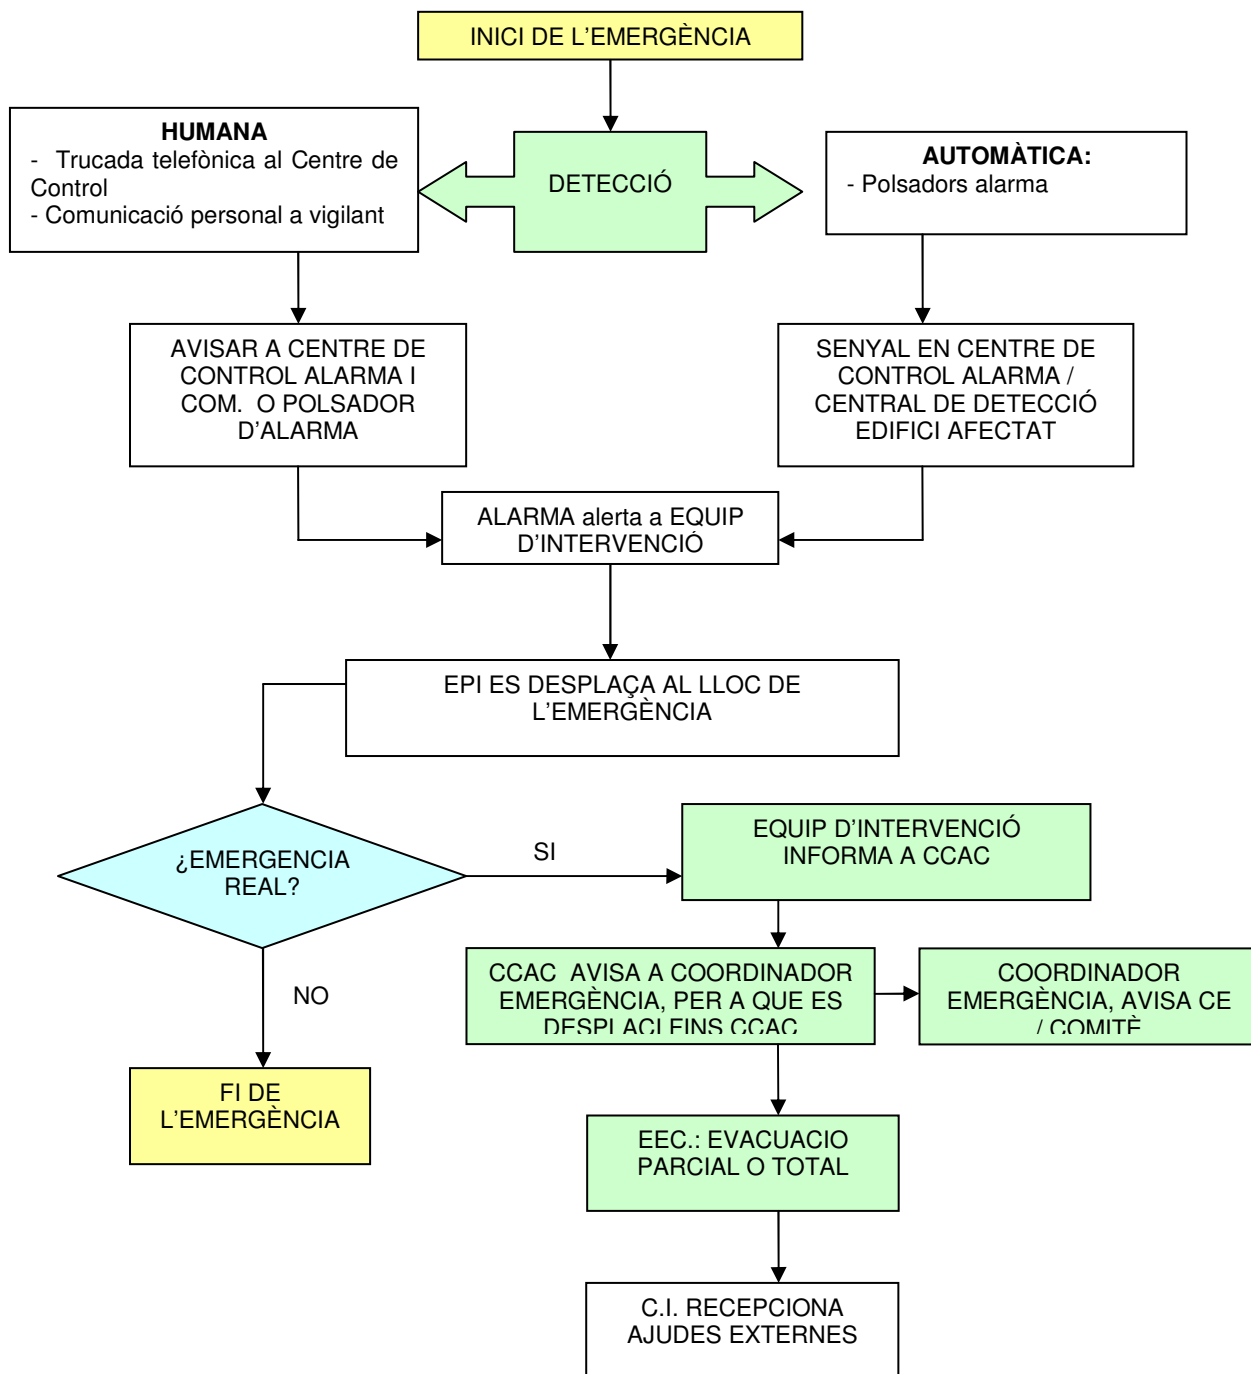 INICI DE L'EMERGÈNCIA
HUMANA
- Trucada telefònica al Centre de
Control
- Comunicació personal a vigilant
DETECCIÓ
AUTOMÀTICA:
- Polsadors alarma
AVISAR A CENTRE DE
CONTROL ALARMA I
COM. O POLSADOR
D'ALARMA
SENYAL EN CENTRE DE
CONTROL ALARMA /
CENTRAL DE DETECCIÓ
EDIFICI AFECTAT
ALARMA alerta a EQUIP
D'INTERVENCIÓ
EPI ES DESPLAÇA AL LLOC DE
L'EMERGÈNCIA
¿EMERGENCIA
REAL?
SI
EQUIP D'INTERVENCIÓ
INFORMA A CCAC
NO
CCAC AVISA A COORDINADOR
EMERGÈNCIA, PER A QUE ES
DESPLACI FINS CCAC
COORDINADOR
EMERGÈNCIA, AVISA CE
/ COMITÈ
FI DE
L'EMERGÈNCIA
EEC.: EVACUACIO
PARCIAL O TOTAL
C.I. RECEPCIONA
AJUDES EXTERNES